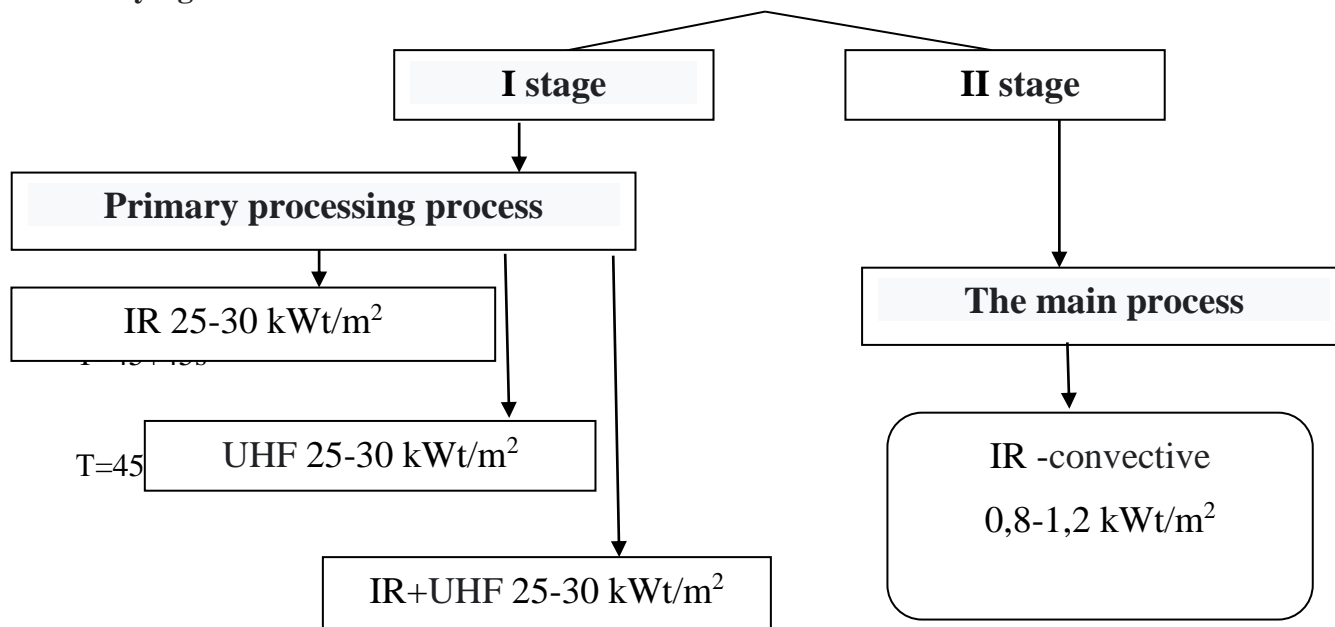 I stage
II stage
Primary processing process
IR 25-30 kWt/m²
The main process
UHF 25-30 kWt/m²
T=45
IR -convective
0,8-1,2 kWt/m²
IR+UHF 25-30 kWt/m²